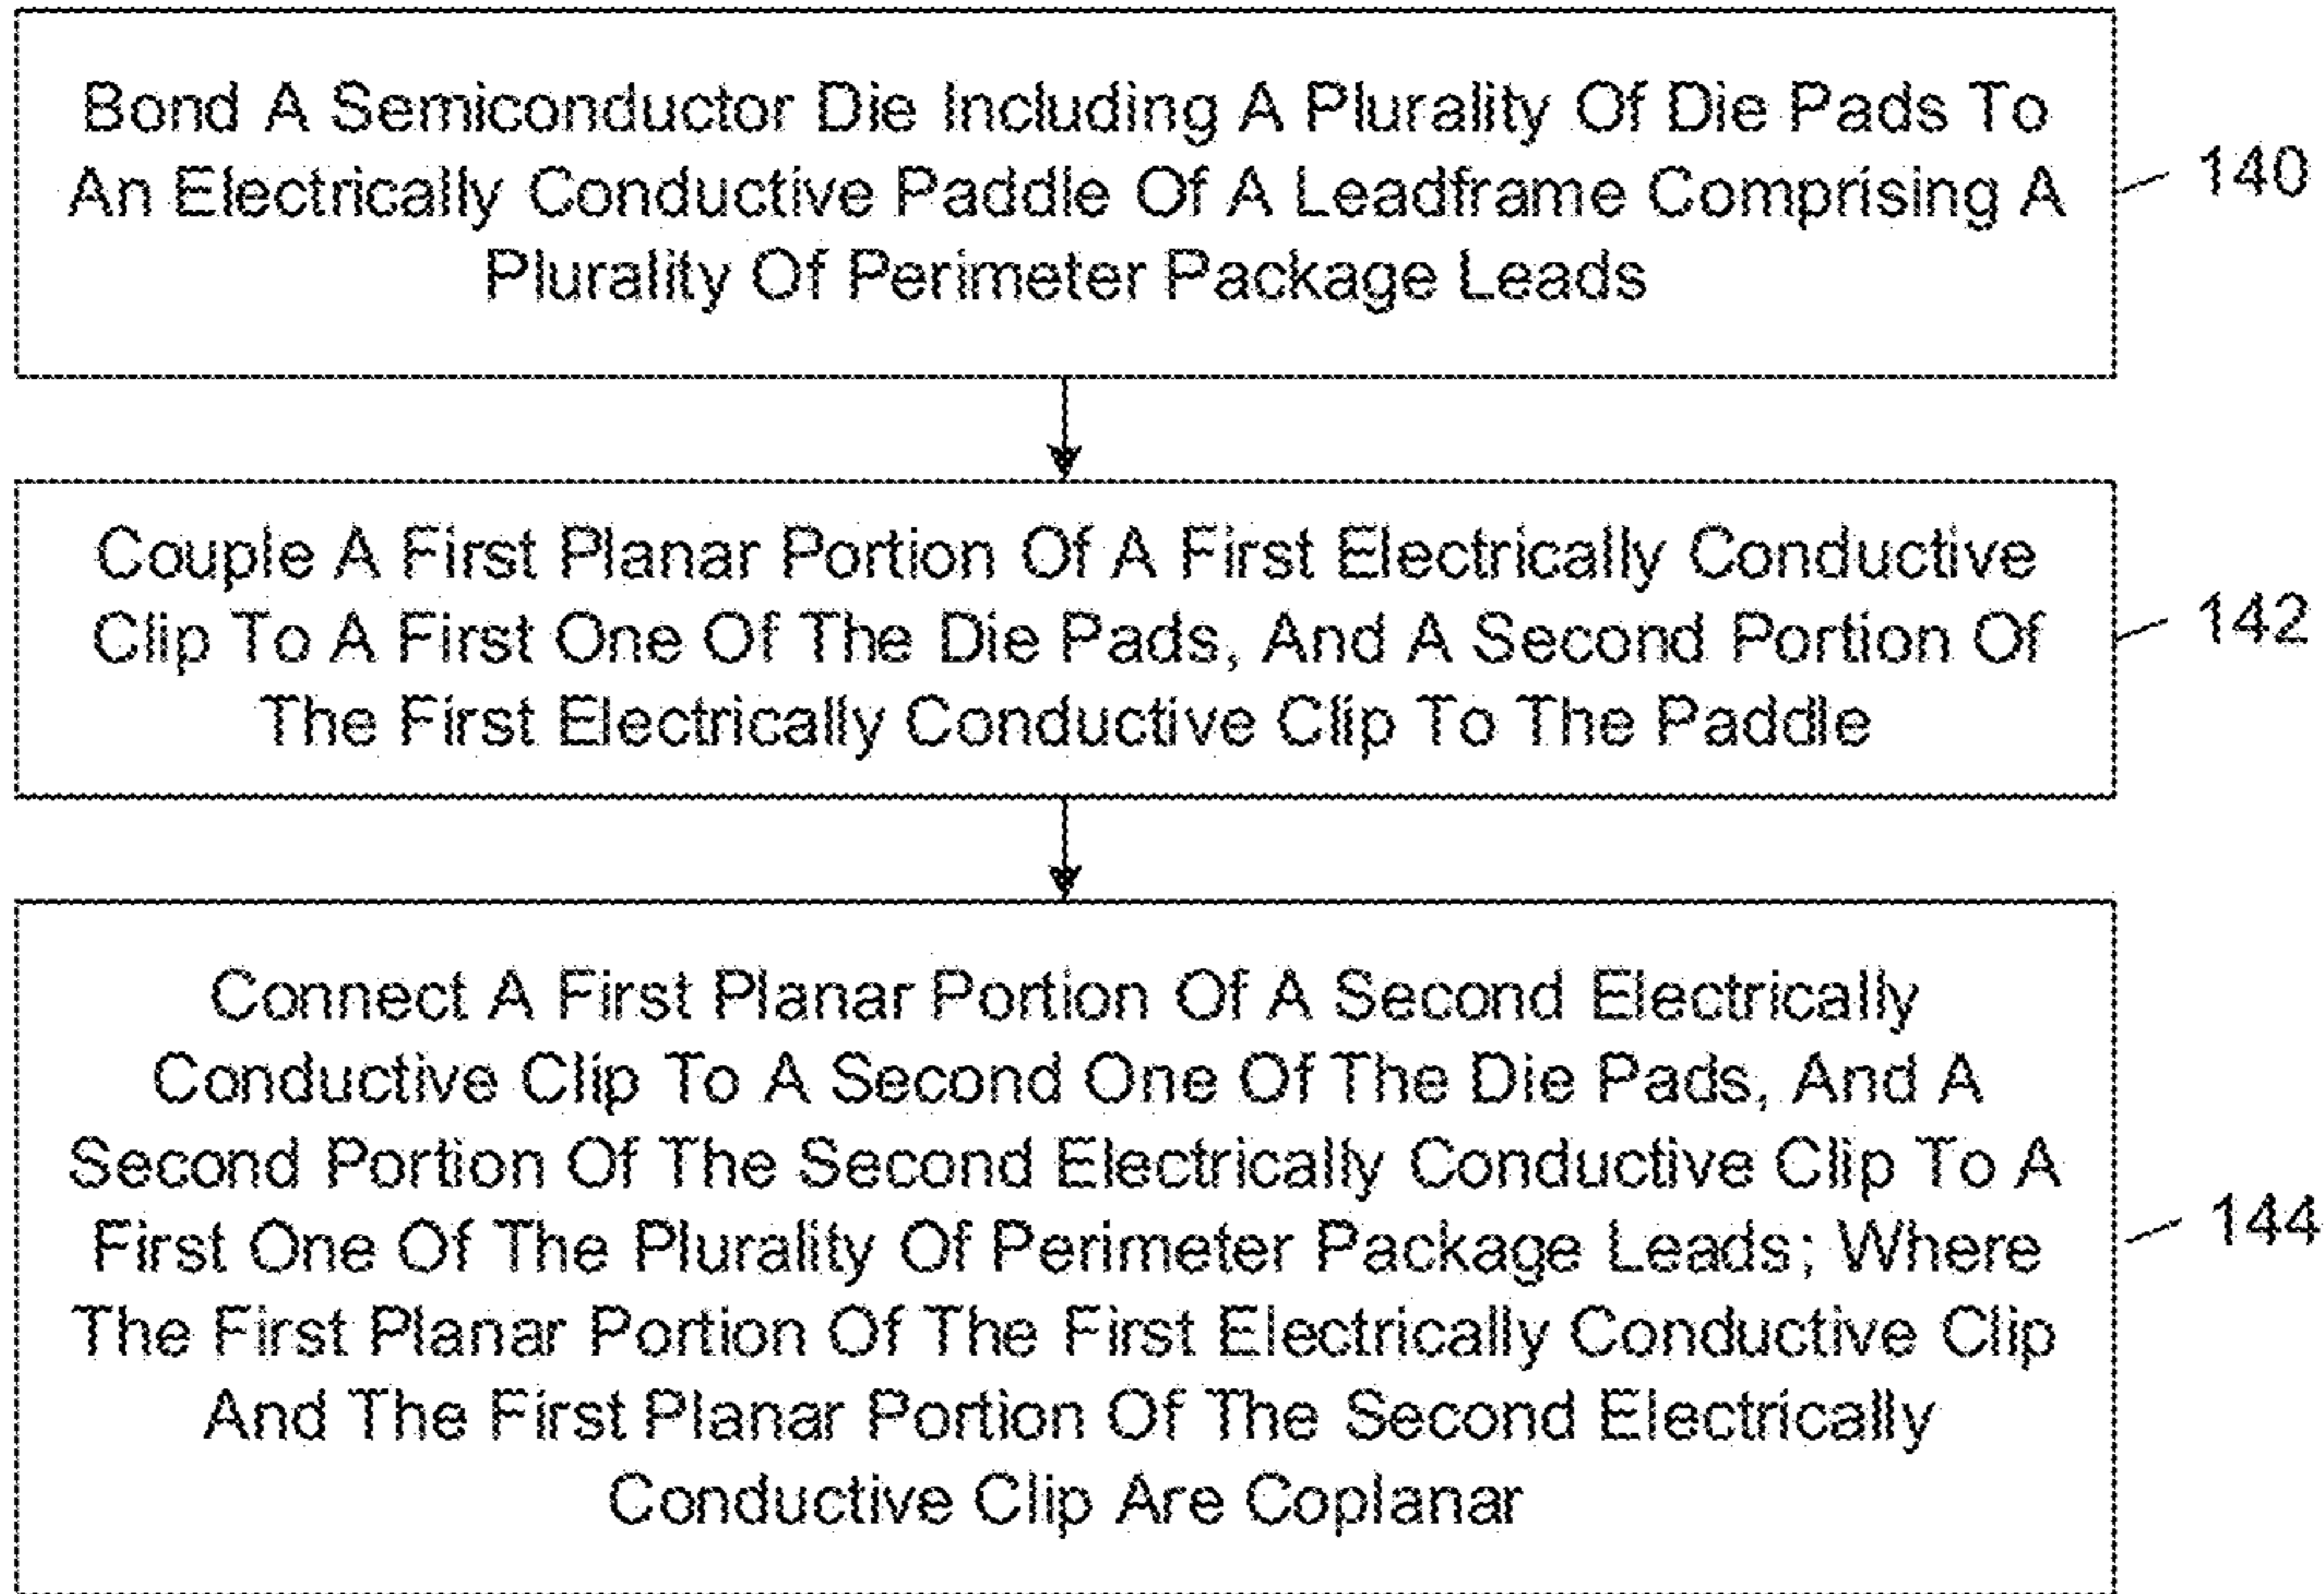 Bond A Semiconductor Die Including A Plurality Of Die Pads To
An Electrically Conductive Paddle Of A Leadframe Comprising A
Plurality Of Perimeter Package Leads
140
Couple A First Planar Portion Of A First Electrically Conductive
Clip To A First One Of The Die Pads, And A Second Portion Of
The First Electrically Conductive Clip To The Paddle
142
Connect A First Planar Portion Of A Second Electrically
Conductive Clip To A Second One Of The Die Pads, And A
Second Portion Of The Second Electrically Conductive Clip To A
First One Of The Plurality Of Perimeter Package Leads; Where
The First Planar Portion Of The First Electrically Conductive Clip
And The First Planar Portion Of The Second Electrically
Conductive Clip Are Coplanar
144